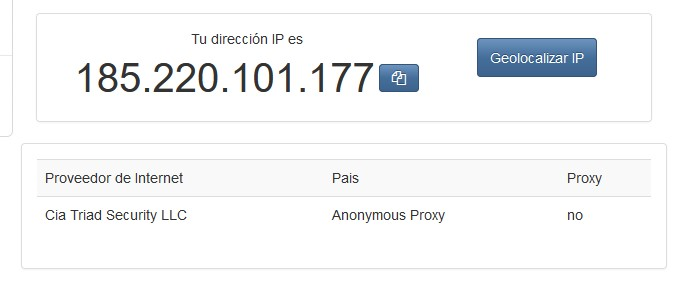 Tu dirección IP es
185.220.101.177
Geolocalizar IP
Proveedor de Internet Pais Proxy
Cia Triad Security LLC Anonymous Proxy no